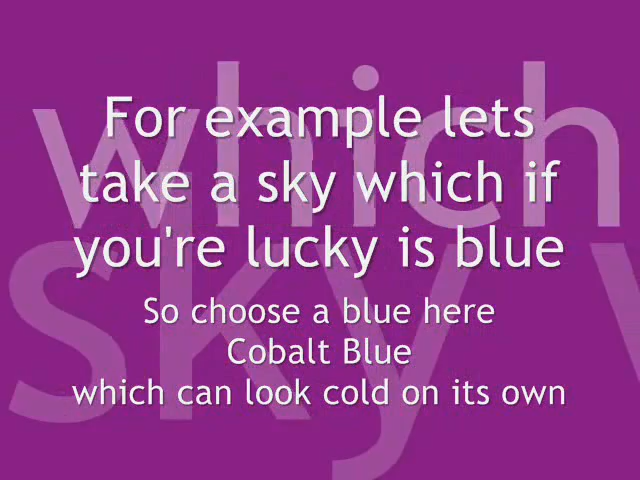 For example lets
take a sky which if
you're lucky is blue
So choose a blue here
Cobalt Blue
which can look cold on its own
which
sky